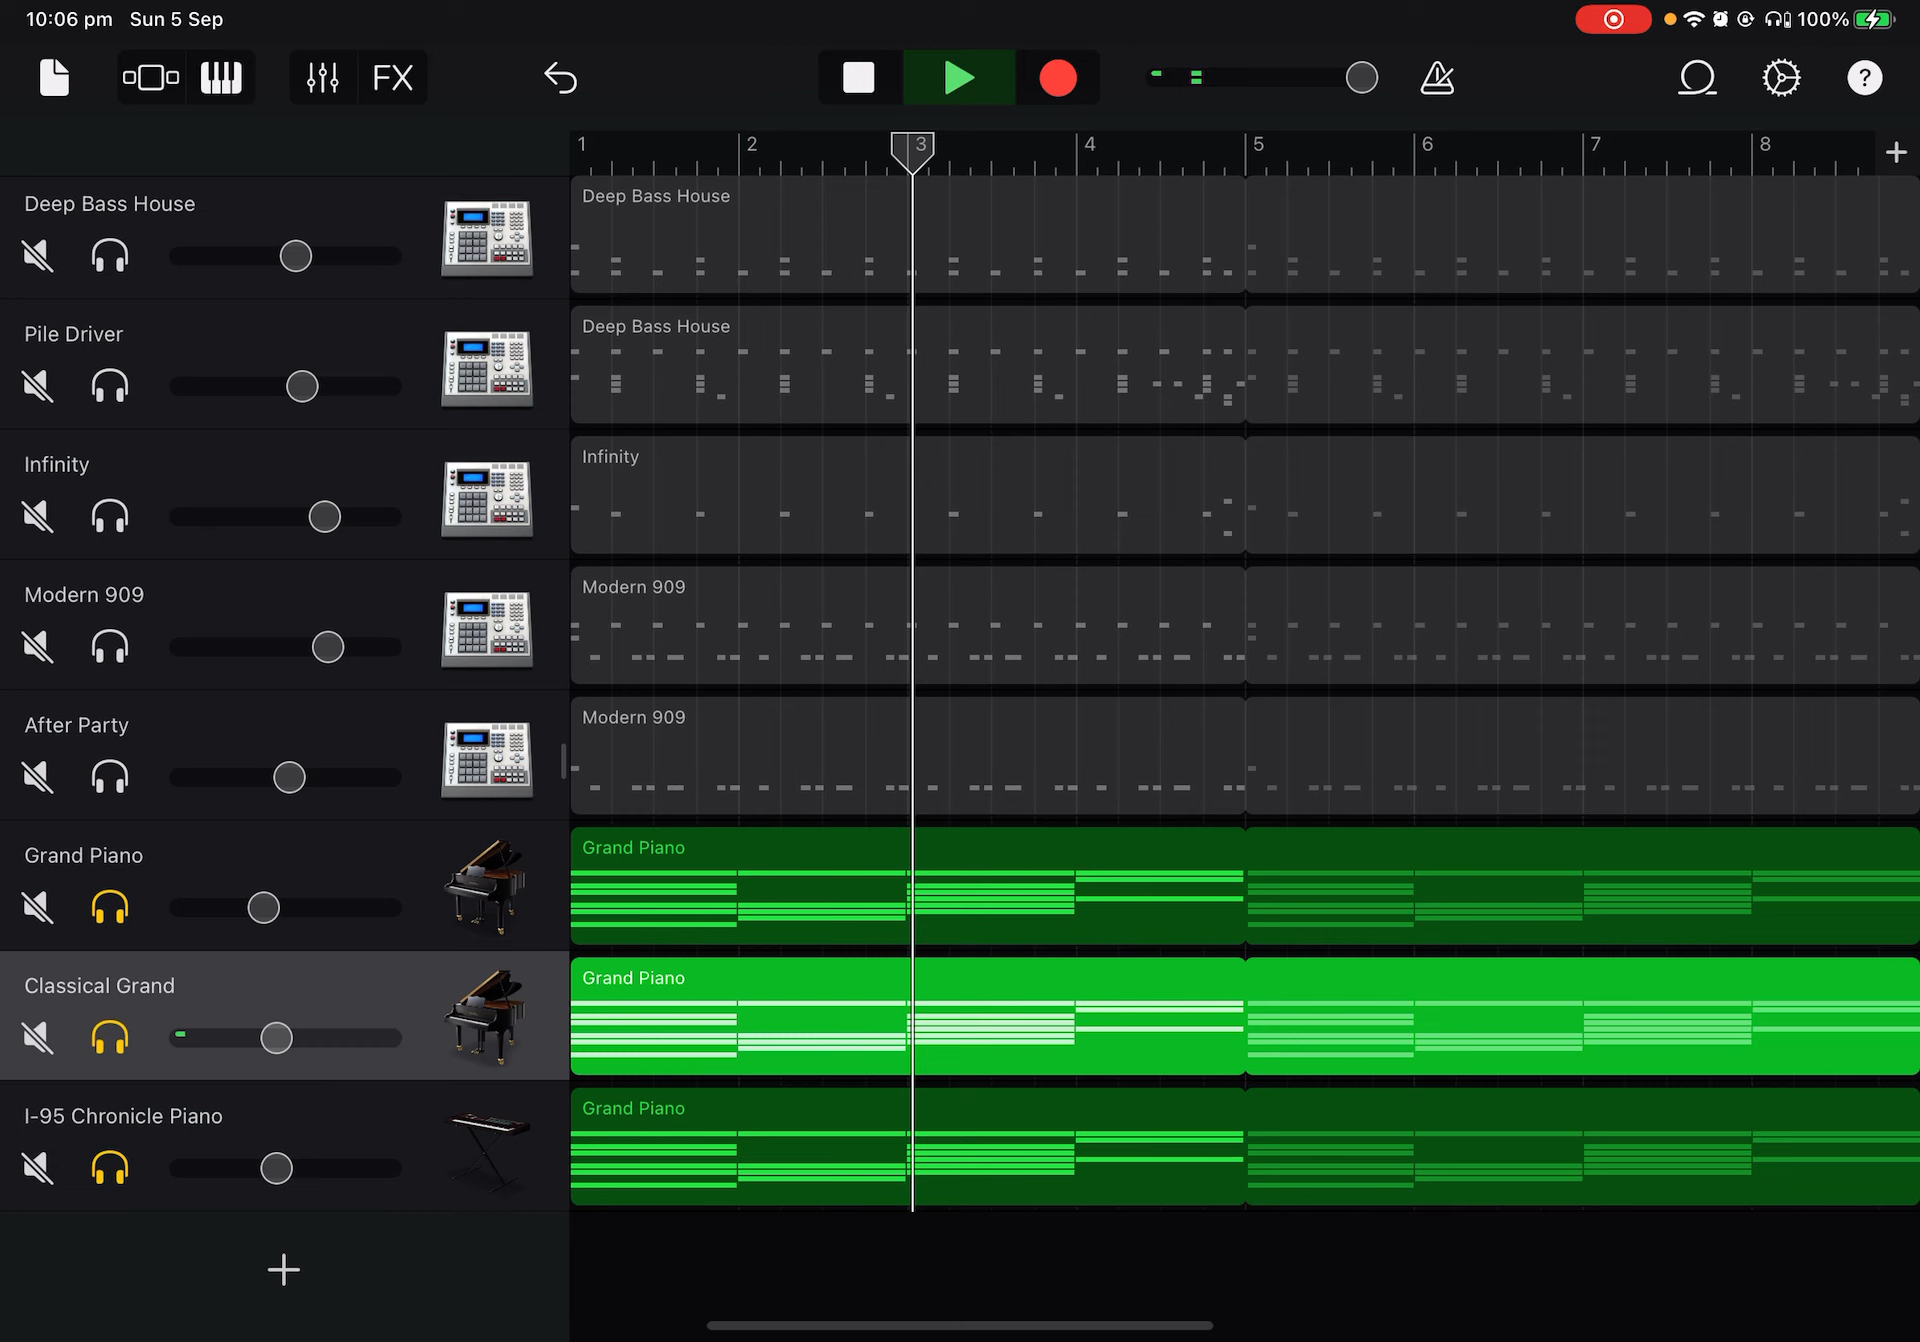 10:06 pm Sun 5 Sep
100%
FX
?
1 2 3 4 5 6 7 8
Deep Bass House
Deep Bass House
Pile Driver
Deep Bass House
Infinity
Infinity
Modern 909
Modern 909
After Party
Modern 909
Grand Piano
Grand Piano
Classical Grand
Grand Piano
I-95 Chronicle Piano
Grand Piano